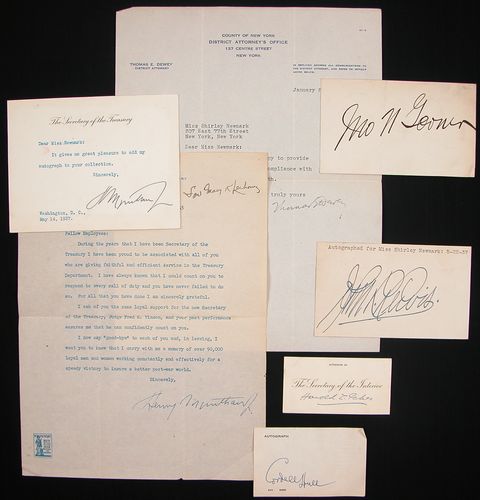 COUNTY OF NEW YORK
DISTRICT ATTORNEY'S OFFICE
137 CENTRE STREET
NEW YORK
THOMAS E. DEWEY
DISTRICT ATTORNEY
January
Miss Shirley Newmark
207 East 77th Street
New York, New York
Dear Miss Newmark:
to provide
compliance with
truly yours
The Secretary of the Treasury
Dear Miss Newmark:
It gives me great pleasure to add my
autograph to your collection.
Sincerely,
Washington, D. C.,
May 14, 1937.
Fellow Employees:
During the years that I have been Secretary of the
Treasury I have been proud to be associated with all of you
who are giving faithful and efficient service in the Treasury
Department. I have always known that I could count on you to
respond to every call of duty and you have never failed to do
so. For all that you have done I am sincerely grateful.
I ask of you the same loyal support for the new Secretary
of the Treasury, Judge Fred M. Vinson, and your past performance
assures me that he can confidently count on you.
I now say "good-bye" to each of you, in leaving, I
want you to know that I carry with me a memory of over 90,000
loyal men and women working constantly and effectively for a
speedy victory to insure a better post-war world.
Sincerely,
Henry Morgenthau Jr
Jno N Garner
Autographed for Miss Shirley Newmark:
The Secretary of the Interior
Harold L. Ickes
AUTOGRAPH
Cordell Hull